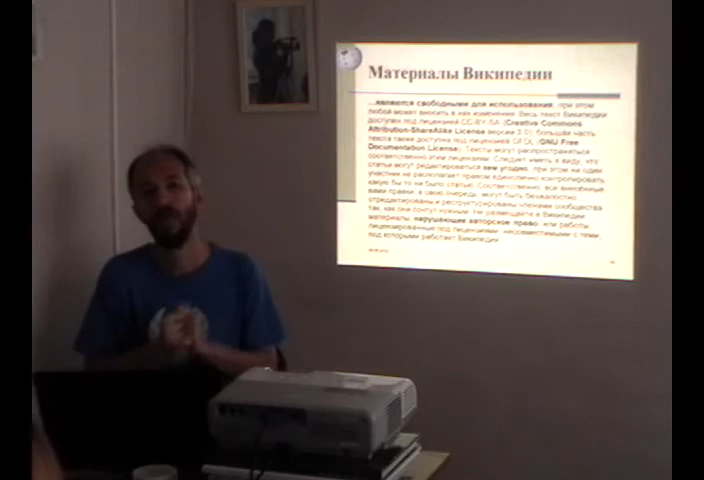 Материалы Википедии
...являются свободными для использования: при этом
любой может вносить в них изменения. Весь текст Википедии
доступен под лицензией CC-BY-SA (Creative Commons
Attribution-ShareAlike License версии 3.0), большая часть
текста также доступна под лицензией GFDL (GNU Free
Documentation License). Тексты могут распространяться
соответственно этим лицензиям. Следует иметь в виду, что
статьи могут редактироваться кем угодно, при этом ни один
участник не располагает правом единолично контролировать
какую бы то ни было статью. Соответственно, все внесённые
вами правки, в свою очередь, могут быть безжалостно
отредактированы и реструктурированы членами сообщества
так, как они сочтут нужным. Не размещайте в Википедии
материалы, нарушающие авторское право, или работы,
лицензированные под лицензиями, несовместимыми с теми,
под которыми работает Википедия